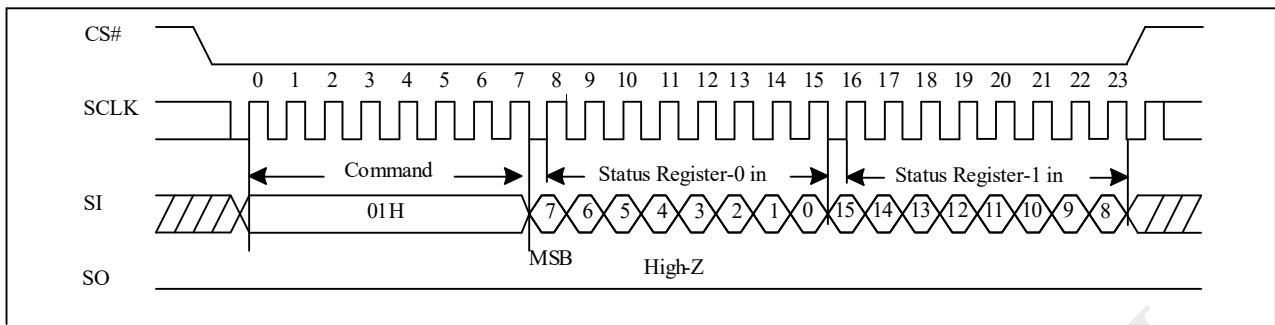 CS#
0 1 2 3 4 5 6 7 8 9 10 11 12 13 14 15 16 17 18 19 20 21 22 23
SCLK
Command Status Register-0 in Status Register-1 in
SI
01H 7 6 5 4 3 2 1 0 15 14 13 12 11 10 9 8
MSB High-Z
SO